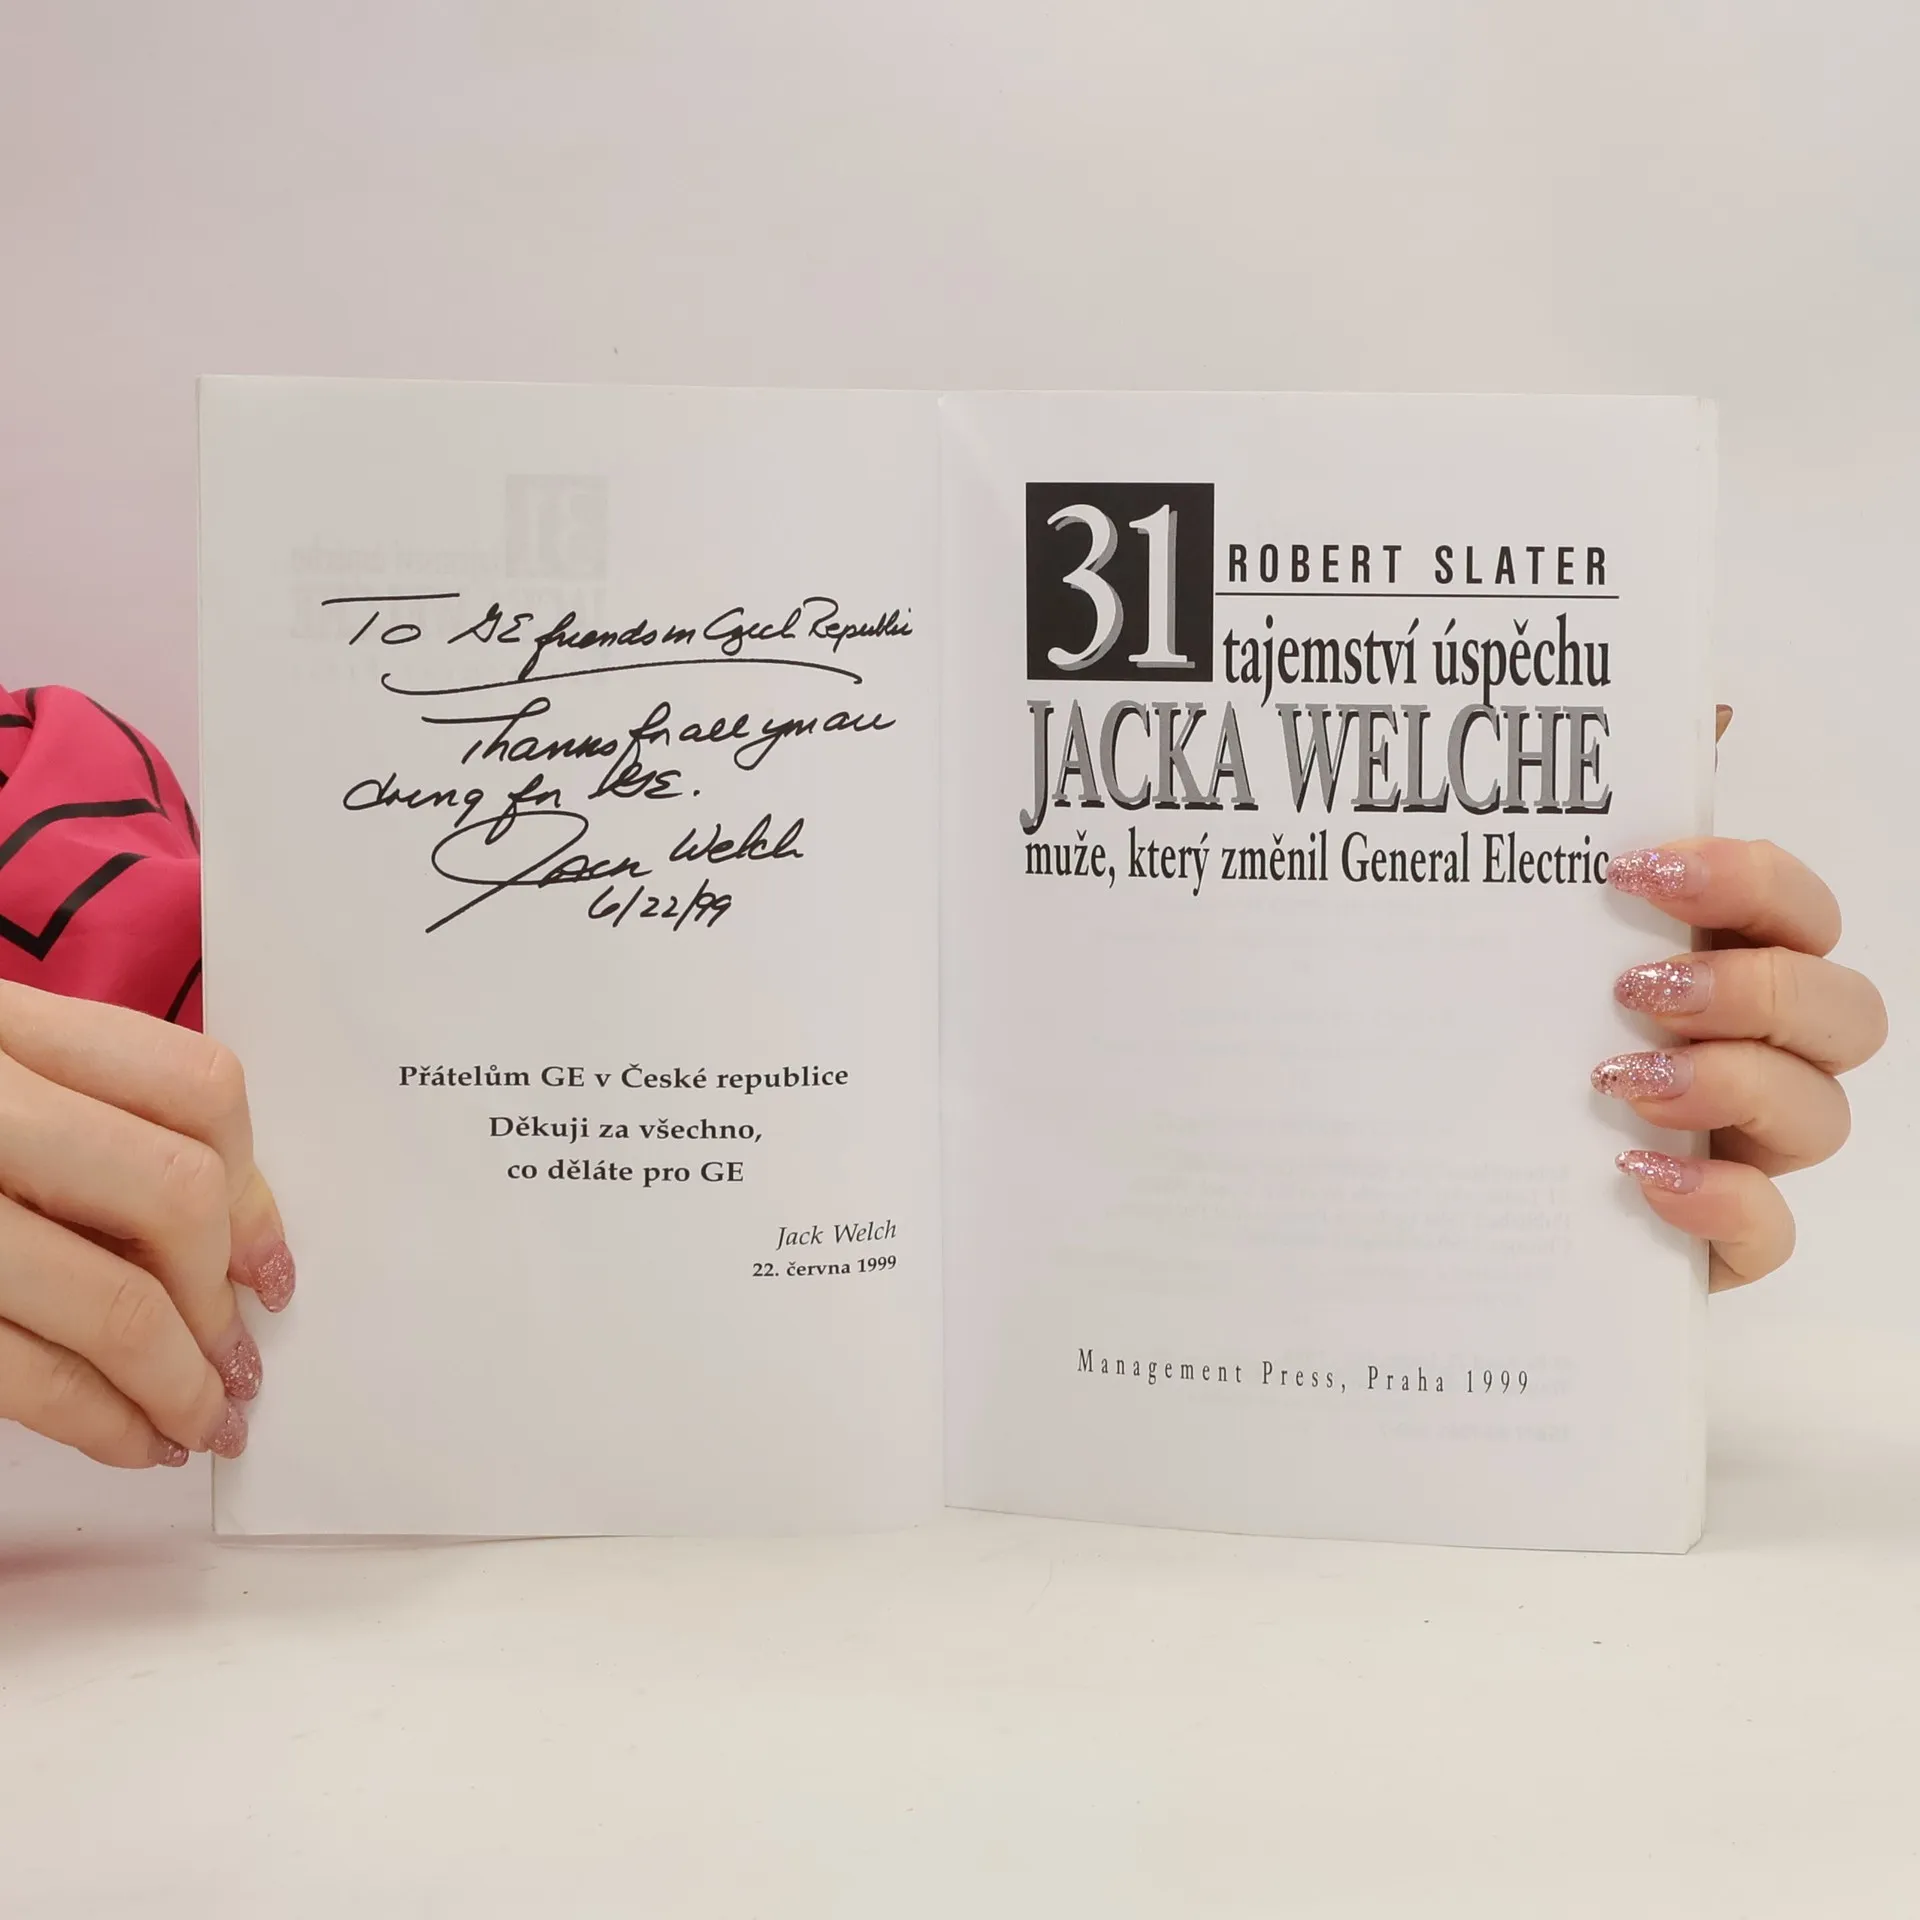 To GE friends in Czech Republic
Thanks for all you are
doing for GE.
Jack Welch
6/22/99
Přátelům GE v České republice
Děkuji za všechno,
co děláte pro GE
Jack Welch
22. června 1999
31
ROBERT SLATER
tajemství úspěchu
JACKA WELCHE
muže, který změnil General Electric
Management Press, Praha 1999